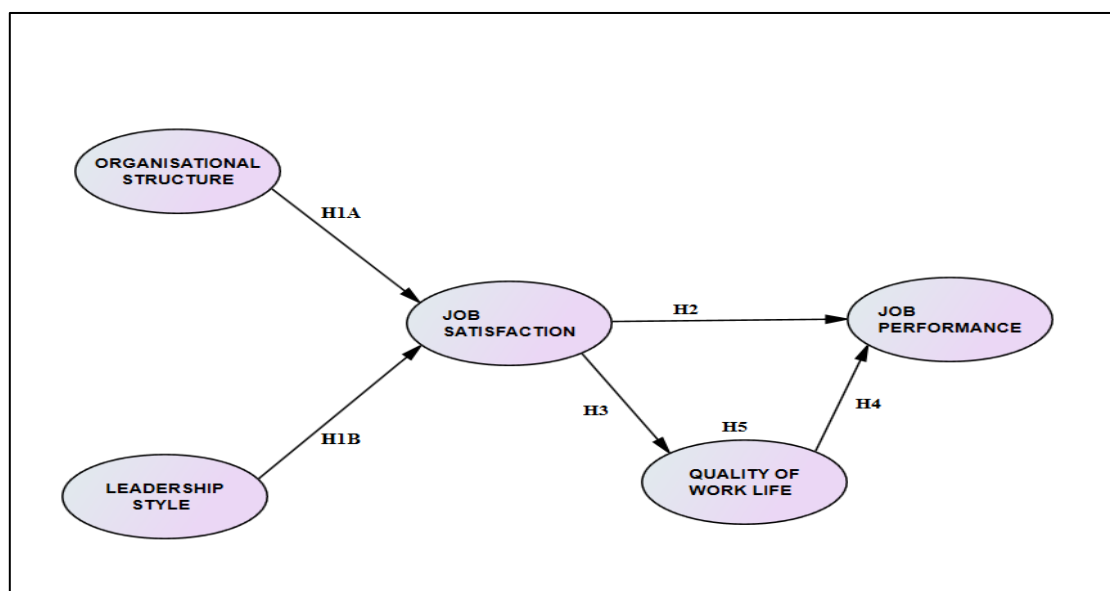 ORGANISATIONAL
STRUCTURE
H1A
JOB
SATISFACTION
H2
JOB
PERFORMANCE
H1B
H3
H4
H5
LEADERSHIP
STYLE
QUALITY OF
WORK LIFE